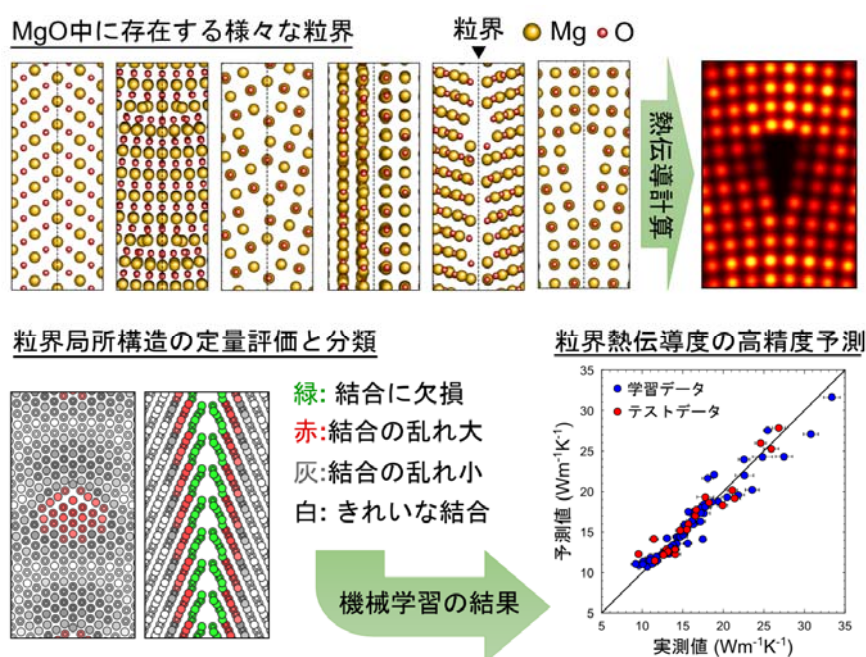 MgO中に存在する様々な粒界
粒界
Mg
O
熱伝導計算
粒界局所構造の定量評価と分類
緑: 結合に欠損
赤:結合の乱れ大
灰:結合の乱れ小
白: きれいな結合
機械学習の結果
粒界熱伝導度の高精度予測
学習データ
テストデータ
予測値 (Wm⁻¹K⁻¹)
35
30
25
20
15
10
5
5 10 15 20 25 30 35
実測値 (Wm⁻¹K⁻¹)